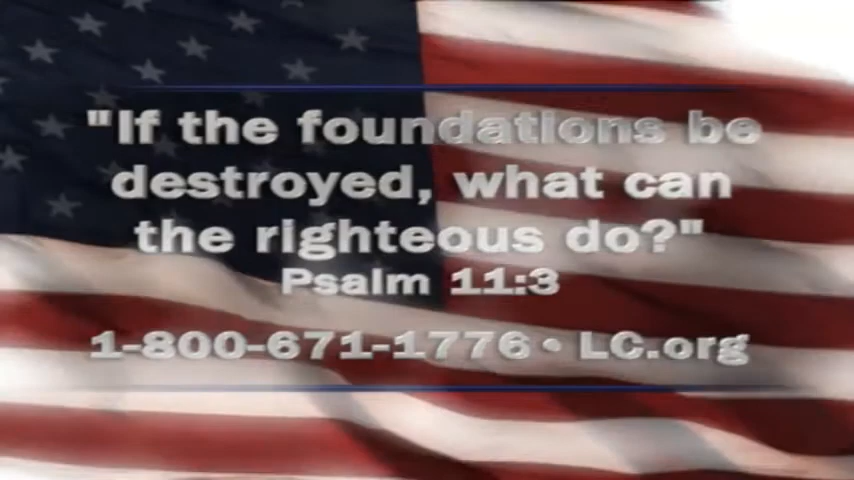 "If the foundations be
destroyed, what can
the righteous do?"
Psalm 11:3
1-800-671-1776 • LC.org